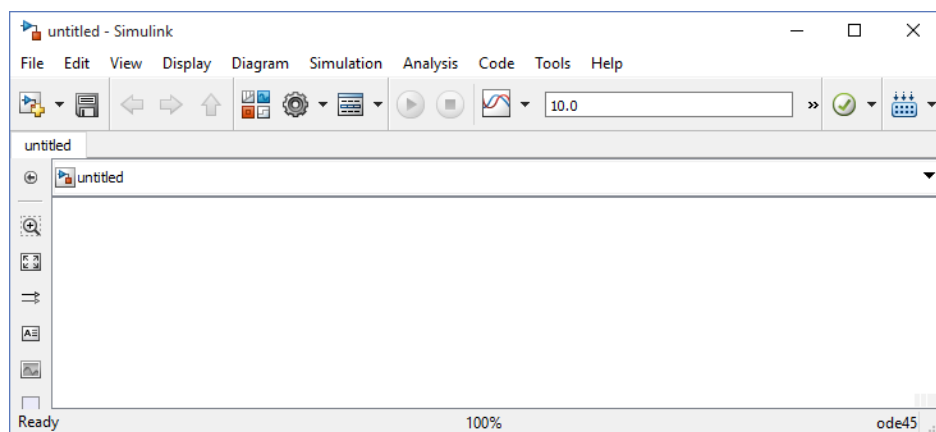 untitled - Simulink
File Edit View Display Diagram Simulation Analysis Code Tools Help
10.0 »
untitled
untitled
Ready 100% ode45